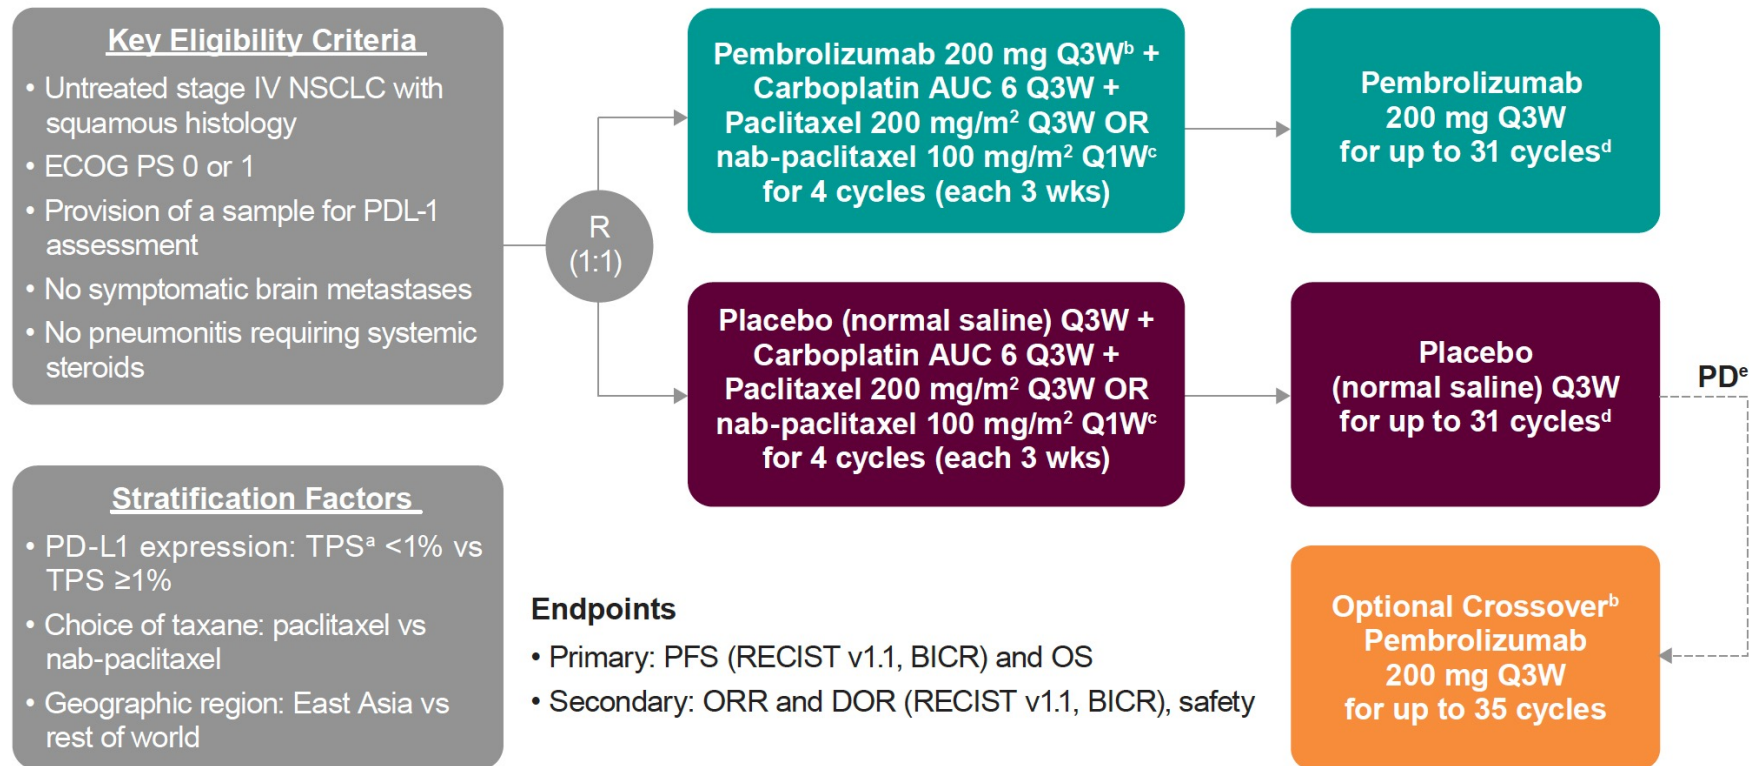 Key Eligibility Criteria
• Untreated stage IV NSCLC with
squamous histology
• ECOG PS 0 or 1
• Provision of a sample for PDL-1
assessment
• No symptomatic brain metastases
• No pneumonitis requiring systemic
steroids
Stratification Factors
• PD-L1 expression: TPSᵃ <1% vs
TPS ≥1%
• Choice of taxane: paclitaxel vs
nab-paclitaxel
• Geographic region: East Asia vs
rest of world
R
(1:1)
Pembrolizumab 200 mg Q3Wᵇ +
Carboplatin AUC 6 Q3W +
Paclitaxel 200 mg/m² Q3W OR
nab-paclitaxel 100 mg/m² Q1Wᶜ
for 4 cycles (each 3 wks)
Pembrolizumab
200 mg Q3W
for up to 31 cyclesᵈ
Placebo (normal saline) Q3W +
Carboplatin AUC 6 Q3W +
Paclitaxel 200 mg/m² Q3W OR
nab-paclitaxel 100 mg/m² Q1Wᶜ
for 4 cycles (each 3 wks)
Placebo
(normal saline) Q3W
for up to 31 cyclesᵈ
PDᵉ
Optional Crossoverᵇ
Pembrolizumab
200 mg Q3W
for up to 35 cycles
Endpoints
• Primary: PFS (RECIST v1.1, BICR) and OS
• Secondary: ORR and DOR (RECIST v1.1, BICR), safety